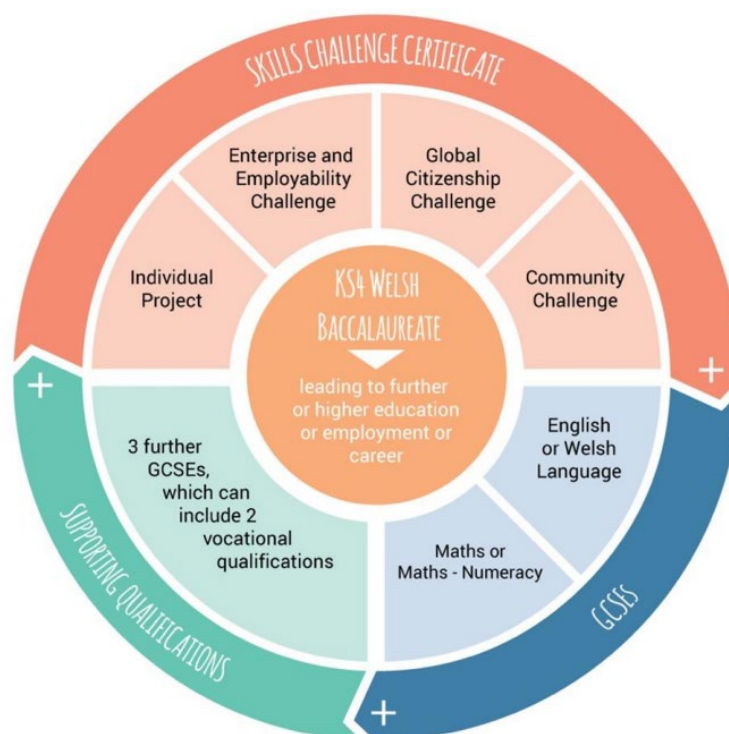 SKILLS CHALLENGE CERTIFICATE
Enterprise and
Employability
Challenge
Global
Citizenship
Challenge
Individual
Project
Community
Challenge
KS4 WELSH
BACCALAUREATE
leading to further
or higher education
or employment or
career
+
+
English
or Welsh
Language
3 further
GCSEs,
which can
include 2
vocational
qualifications
Maths or
Maths - Numeracy
SUPPORTING QUALIFICATIONS
GCSES
+